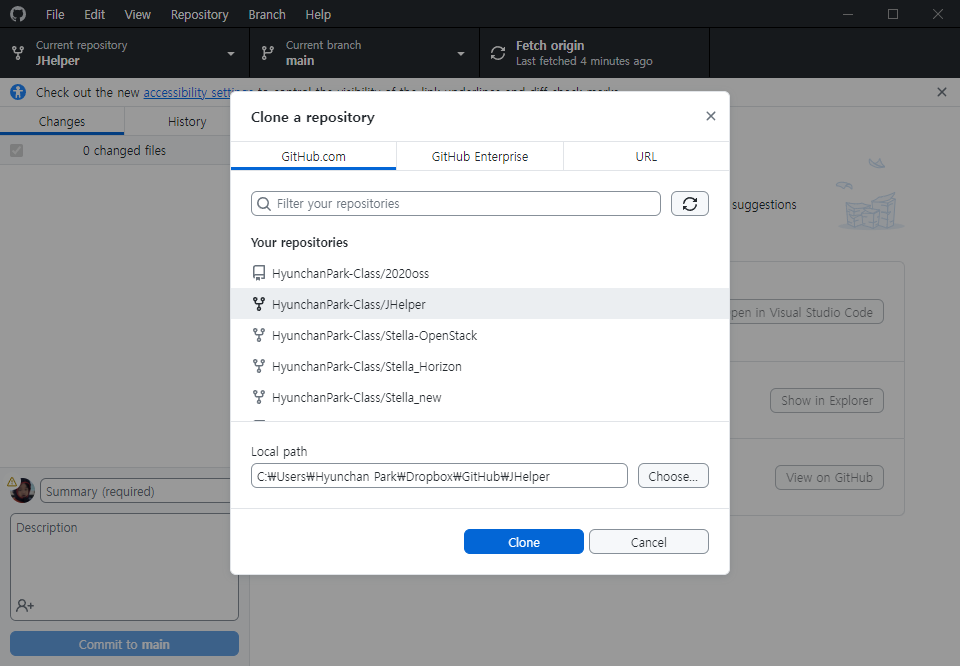 File Edit View Repository Branch Help
Current repository
JHelper
Current branch
main
Fetch origin
Last fetched 4 minutes ago
Check out the new accessibility settings to control the visibility of the link underlines and diff check marks.
Changes
History
0 changed files
Clone a repository
GitHub.com
GitHub Enterprise
URL
Filter your repositories
Your repositories
HyunchanPark-Class/2020oss
HyunchanPark-Class/JHelper
HyunchanPark-Class/Stella-OpenStack
HyunchanPark-Class/Stella_Horizon
HyunchanPark-Class/Stella_new
Local path
C:₩Users₩Hyunchan Park₩Dropbox₩GitHub₩JHelper
Choose...
Clone
Cancel
suggestions
pen in Visual Studio Code
Show in Explorer
View on GitHub
Summary (required)
Description
Commit to main